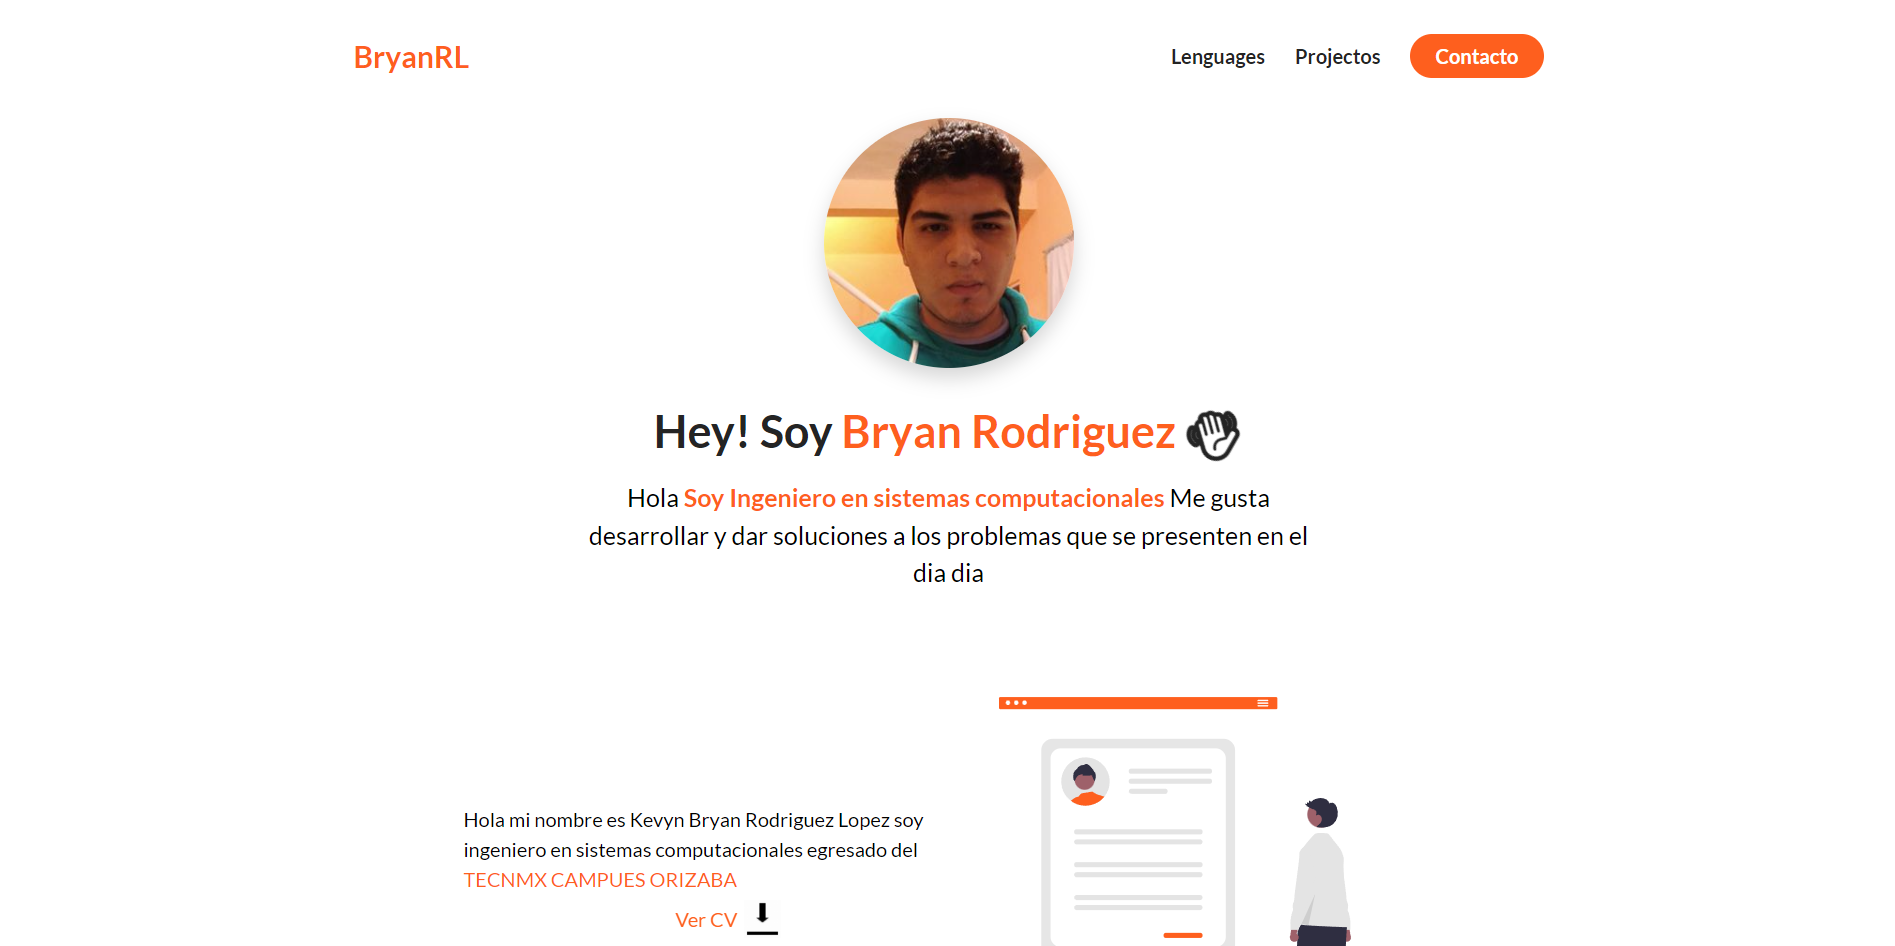 BryanRL
Lenguages Projectos Contacto
Hey! Soy Bryan Rodriguez
Hola Soy Ingeniero en sistemas computacionales Me gusta
desarrollar y dar soluciones a los problemas que se presenten en el
dia dia
Hola mi nombre es Kevyn Bryan Rodriguez Lopez soy
ingeniero en sistemas computacionales egresado del
TECNMX CAMPUES ORIZABA
Ver CV